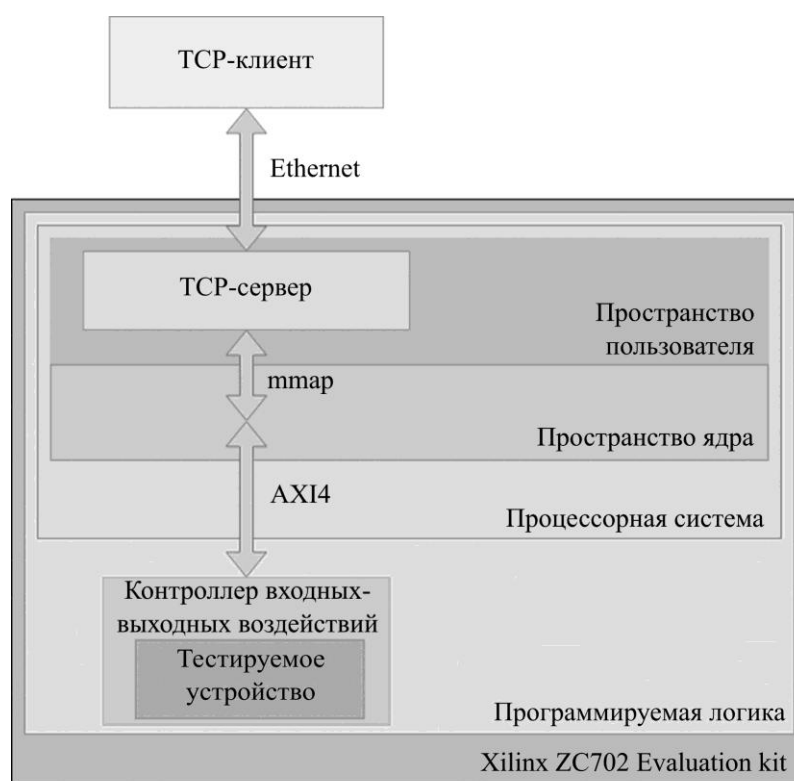 TCP-клиент
Ethernet
TCP-сервер
Пространство
пользователя
mmap
Пространство ядра
AXI4
Процессорная система
Контроллер входных-
выходных воздействий
Тестируемое
устройство
Программируемая логика
Xilinx ZC702 Evaluation kit